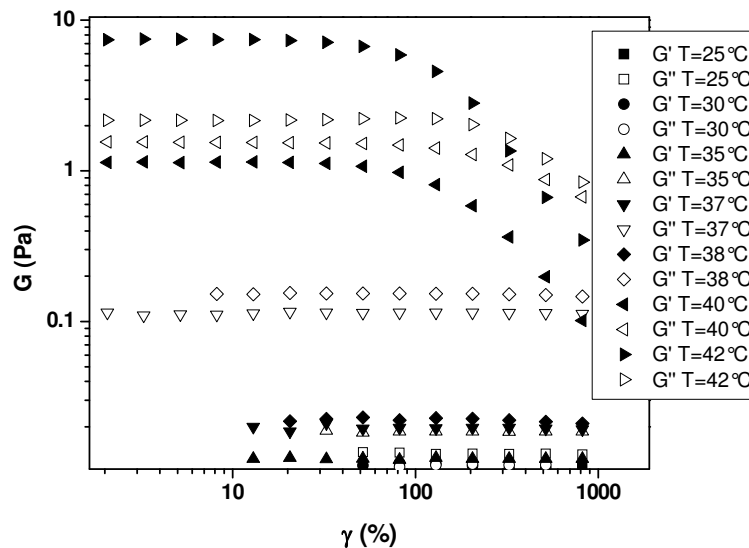 10
1
0.1
G (Pa)
10
100
1000
γ (%)
G' T=25°C
G'' T=25°C
G' T=30°C
G'' T=30°C
G' T=35°C
G'' T=35°C
G' T=37°C
G'' T=37°C
G' T=38°C
G'' T=38°C
G' T=40°C
G'' T=40°C
G' T=42°C
G'' T=42°C